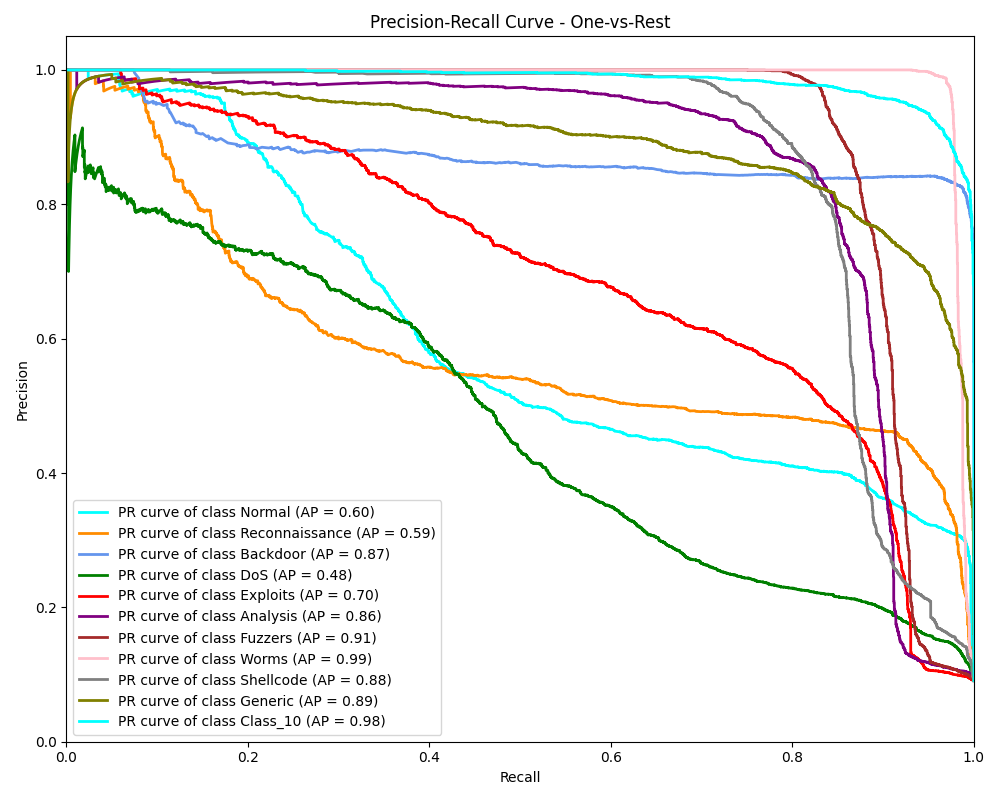 Precision-Recall Curve - One-vs-Rest
1.0
0.8
0.6
0.4
0.2
0.0
Precision
PR curve of class Normal (AP = 0.60)
PR curve of class Reconnaissance (AP = 0.59)
PR curve of class Backdoor (AP = 0.87)
PR curve of class DoS (AP = 0.48)
PR curve of class Exploits (AP = 0.70)
PR curve of class Analysis (AP = 0.86)
PR curve of class Fuzzers (AP = 0.91)
PR curve of class Worms (AP = 0.99)
PR curve of class Shellcode (AP = 0.88)
PR curve of class Generic (AP = 0.89)
PR curve of class Class_10 (AP = 0.98)
0.0 0.2 0.4 0.6 0.8 1.0
Recall